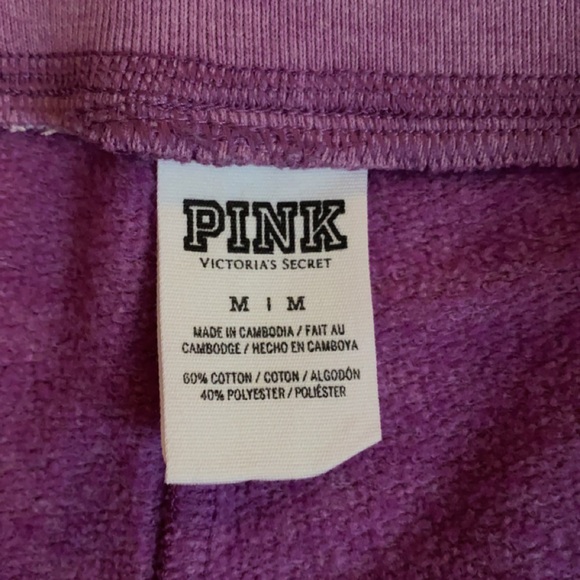 PINK
VICTORIA'S SECRET
M | M
MADE IN CAMBODIA / FAIT AU
CAMBODGE / HECHO EN CAMBOYA
60% COTTON / COTON / ALGODÓN
40% POLYESTER / POLIÉSTER